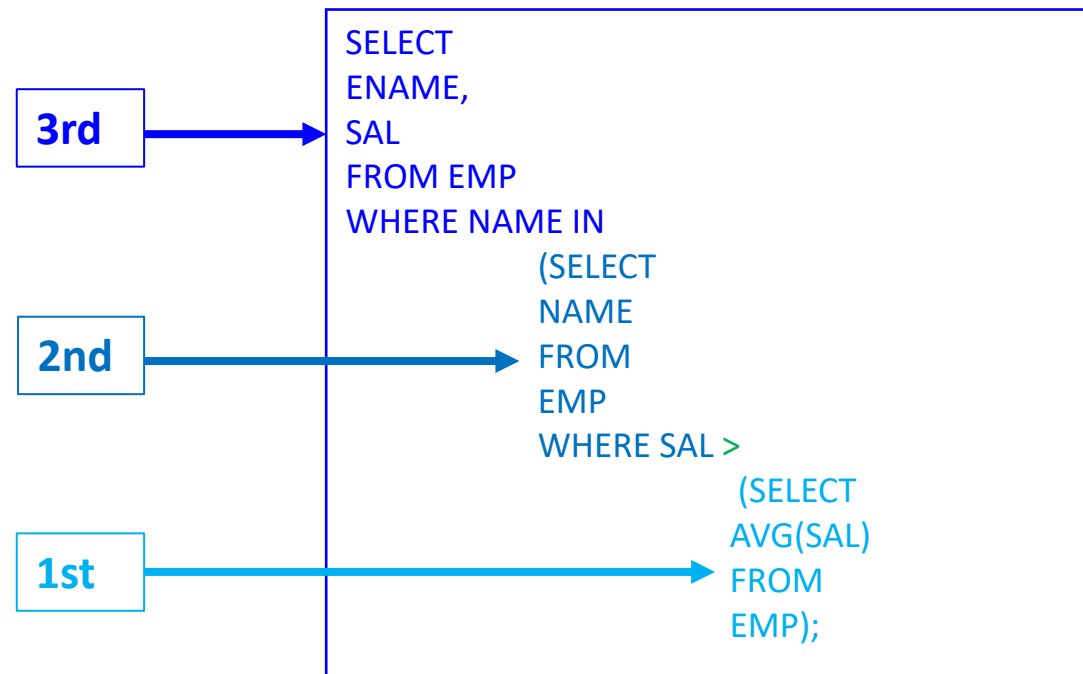 SELECT
ENAME,
3rd
SAL
FROM EMP
WHERE NAME IN
(SELECT
NAME
2nd
FROM
EMP
WHERE SAL >
(SELECT
AVG(SAL)
1st
FROM
EMP);